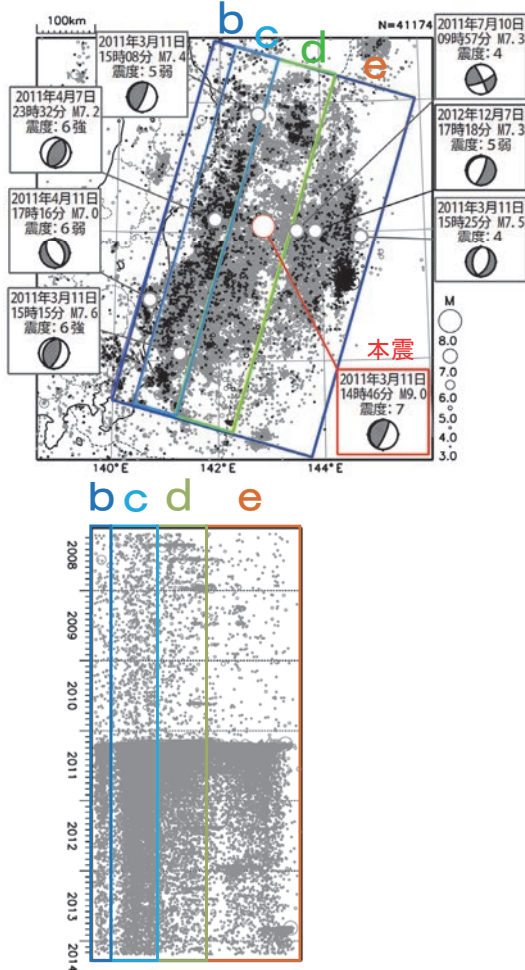 100km
N=41174
b
c
d
e
2011年3月11日
15時08分 M7.4
震度：5弱
2011年4月7日
23時32分 M7.2
震度：6強
2011年4月11日
17時16分 M7.0
震度：6弱
2011年3月11日
15時15分 M7.6
震度：6強
2011年7月10日
09時57分 M7.3
震度：4
2012年12月7日
17時18分 M7.3
震度：5弱
2011年3月11日
15時25分 M7.5
震度：4
M
8.0
7.0
6.0
5.0
4.0
3.0
本震
2011年3月11日
14時46分 M9.0
震度：7
140°E
142°E
144°E
b
c
d
e
2008
2009
2010
2011
2012
2013
2014